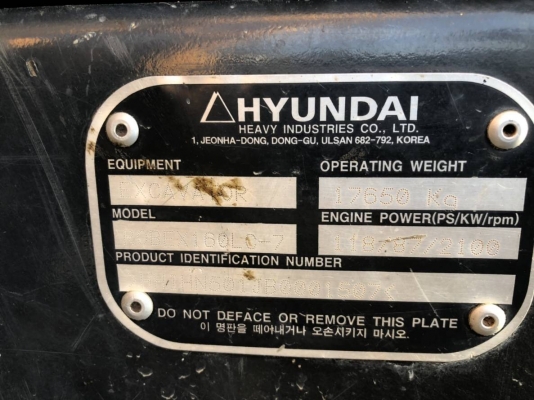 HYUNDAI
HEAVY INDUSTRIES CO., LTD.
1, JEONHA-DONG, DONG-GU, ULSAN 682-792, KOREA
EQUIPMENT OPERATING WEIGHT
EXCAVATOR 17650 Kg
MODEL ENGINE POWER(PS/KW/rpm)
PRODUCT IDENTIFICATION NUMBER
DO NOT DEFACE OR REMOVE THIS PLATE
이 명판을 떼어내거나 오손시키지 마시오.